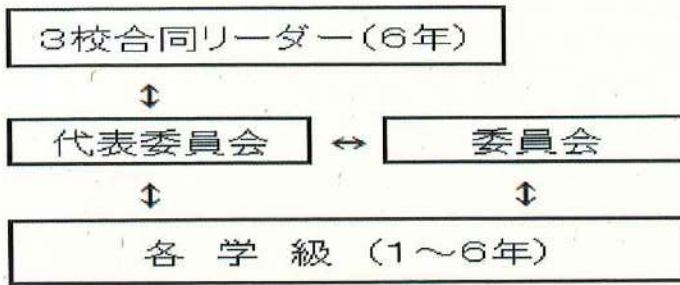 ３校合同リーダー(６年)
⇕
代表委員会 ↔ 委員会
⇕ ⇕
各 学 級 (１～６年)